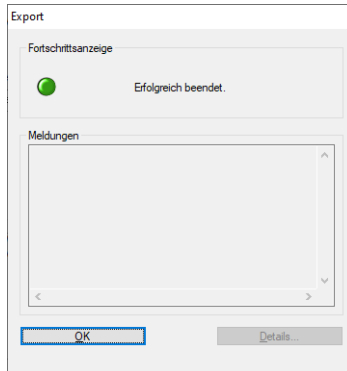 Export
Fortschrittsanzeige
Erfolgreich beendet.
Meldungen
OK
Details...